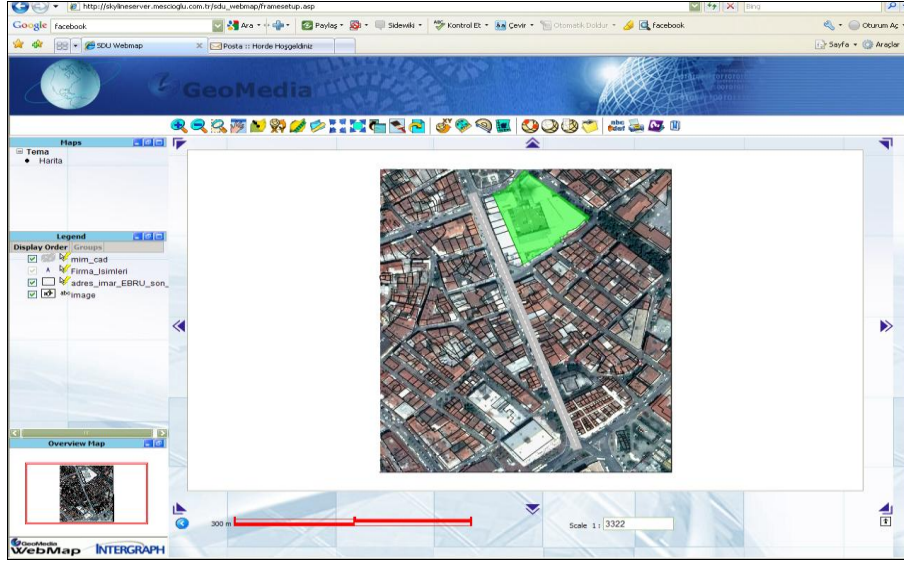 http://skylineserver.mescioglu.com.tr/sdu_webmap/framesetup.asp
Bing
Google
facebook
Ara
Paylaş
Sidewiki
Kontrol Et
Çevir
Otomatik Doldur
facebook
Oturum Aç
SDU Webmap
Posta :: Horde Hoşgeldiniz
Sayfa
Araçlar
GeoMedia
Maps
Tema
Harita
Legend
Display Order Groups
mim_cad
Firma_Isimleri
adres_imar_EBRU_son_
abc image
Overview Map
300 m
Scale 1: 3322
GeoMedia
WebMap INTERGRAPH